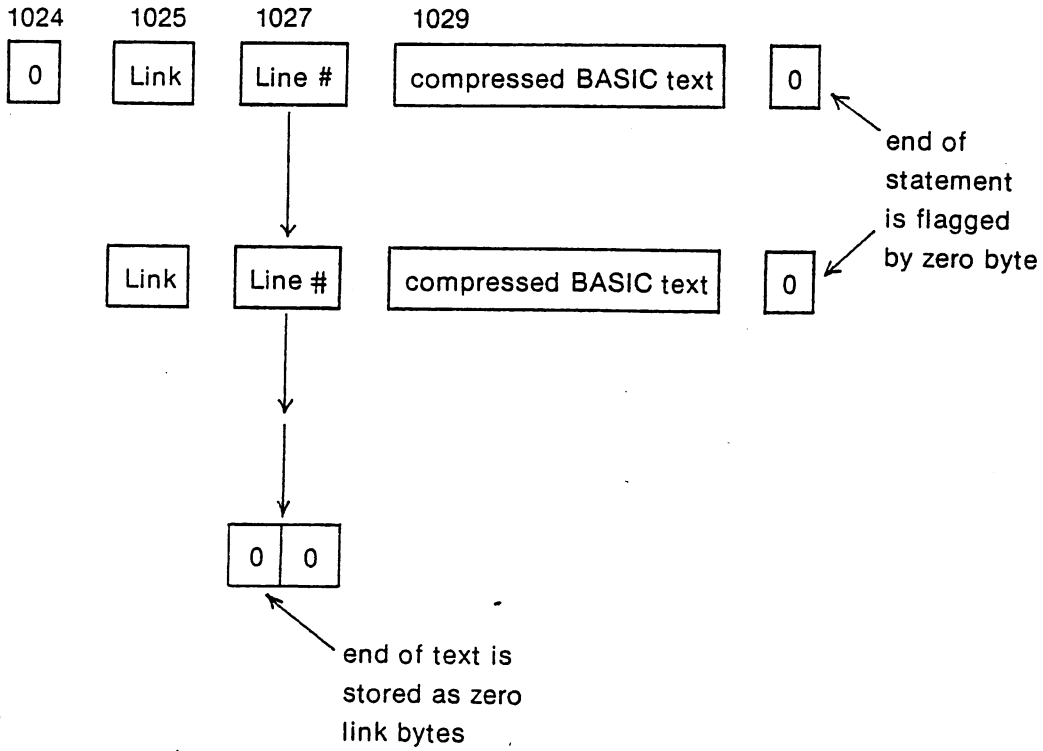 1024 1025 1027 1029
0 Link Line # compressed BASIC text 0
end of
statement
is flagged
by zero byte
Link Line # compressed BASIC text 0
0 0
end of text is
stored as zero
link bytes